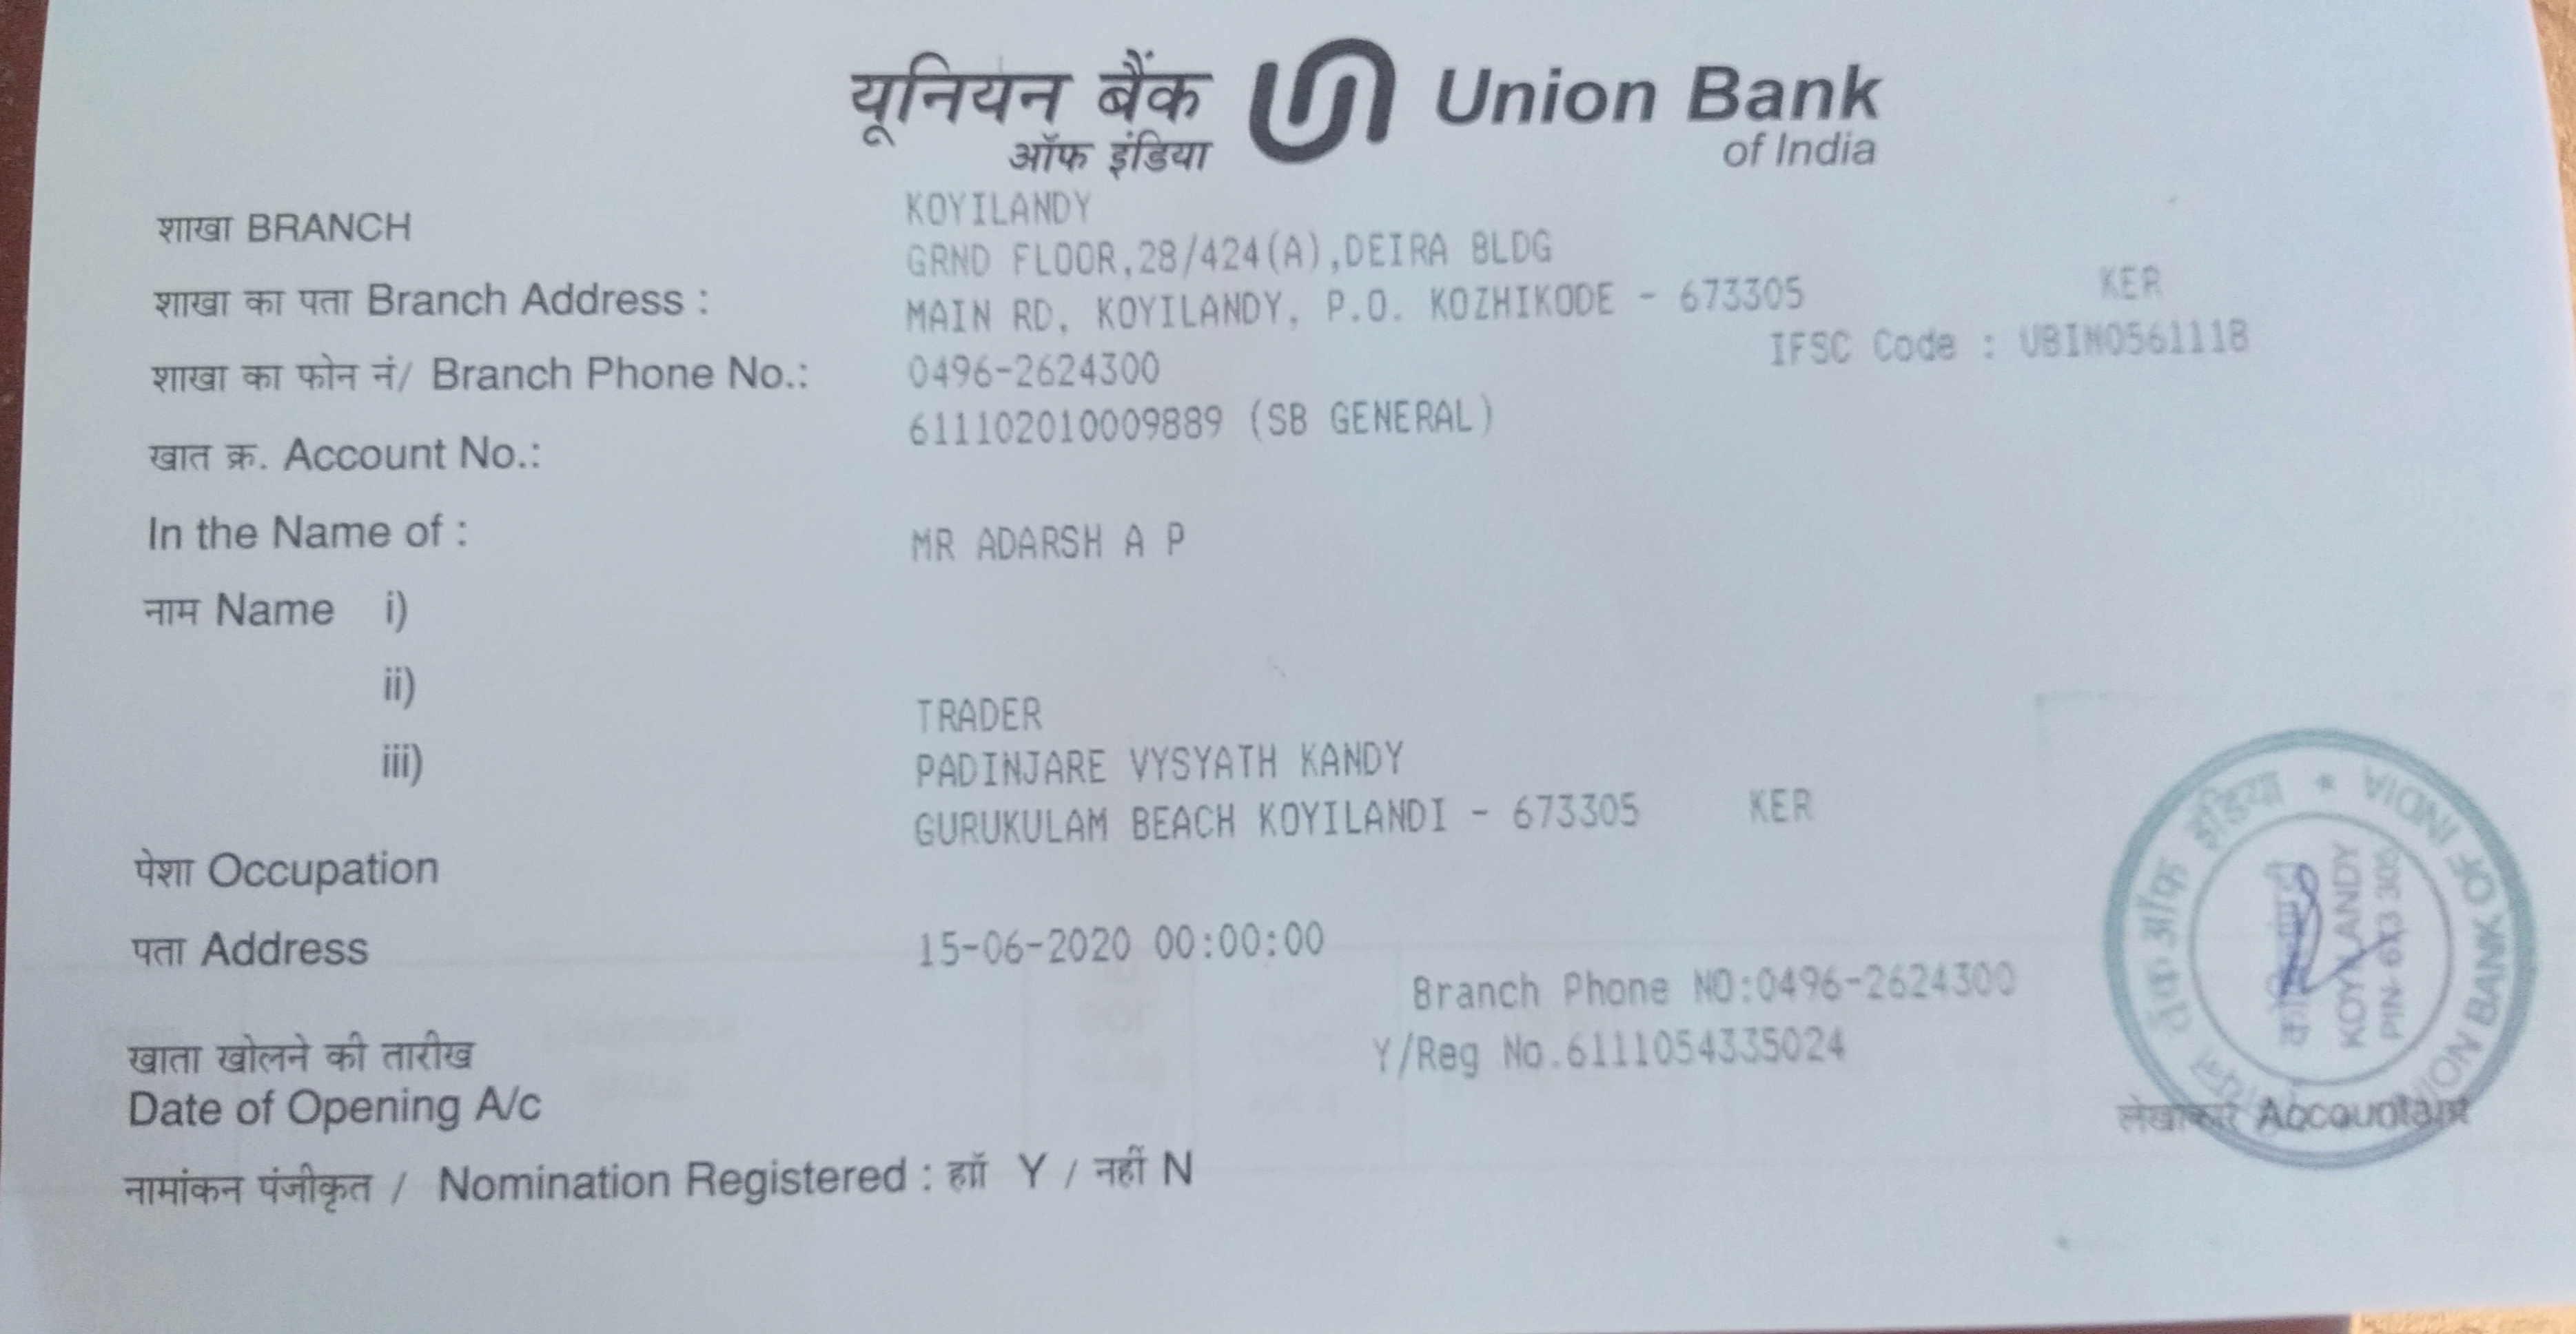 यूनियन बैंक Union Bank
ऑफ इंडिया of India
शाखा BRANCH KOYILANDY
GRND FLOOR,28/424(A),DEIRA BLDG
शाखा का पता Branch Address : MAIN RD, KOYILANDY, P.O. KOZHIKODE - 673305 KER
IFSC Code : UBIN0561118
शाखा का फोन नं/ Branch Phone No.: 0496-2624300
खात क्र. Account No.: 611102010009889 (SB GENERAL)
In the Name of : MR ADARSH A P
नाम Name i)
ii)
iii)
TRADER
PADINJARE VYSYATH KANDY
GURUKULAM BEACH KOYILANDI - 673305 KER
पेशा Occupation
पता Address
15-06-2020 00:00:00
Branch Phone NO:0496-2624300
खाता खोलने की तारीख
Y/Reg No.6111054335024
Date of Opening A/c
नामांकन पंजीकृत / Nomination Registered : हाॅं Y / नहीं N
लेखाकार Accountant
बैंक ऑफ इंडिया * UNION BANK OF INDIA
KOYILANDY